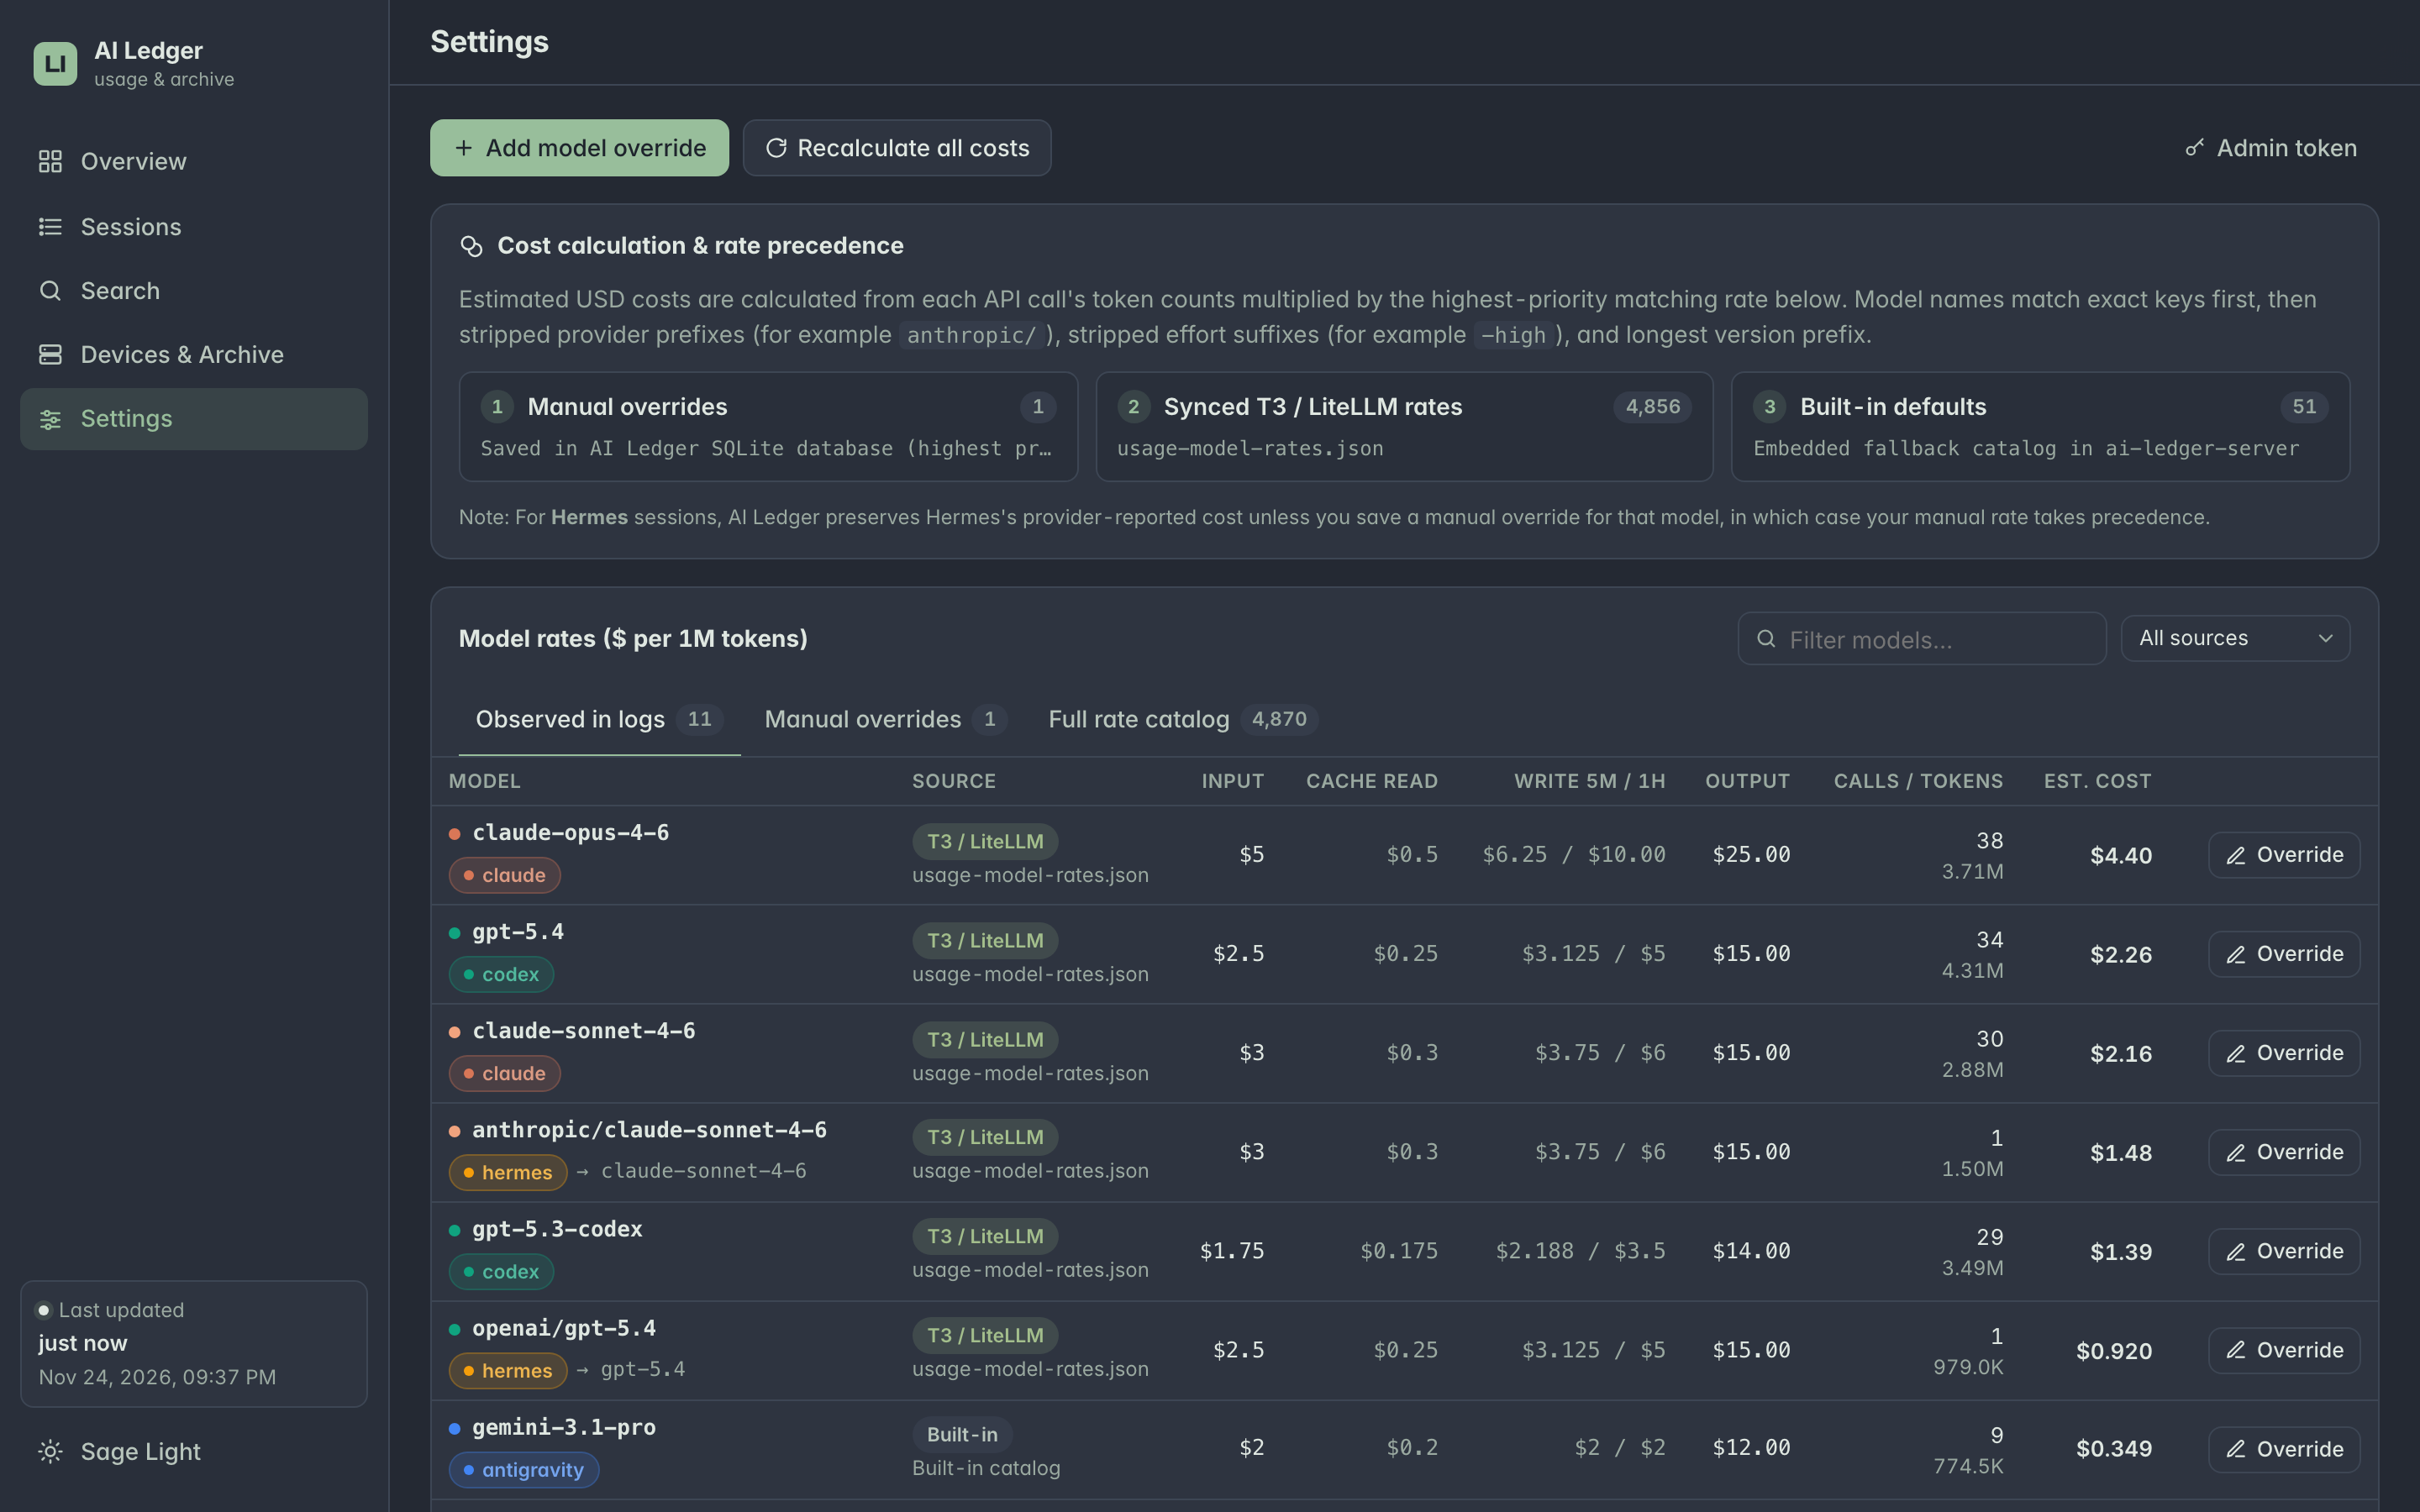 LI
AI Ledger
usage & archive
Overview
Sessions
Search
Devices & Archive
Settings
Last updated
just now
Nov 24, 2026, 09:37 PM
Sage Light
Settings
Add model override
Recalculate all costs
Admin token
Cost calculation & rate precedence
Estimated USD costs are calculated from each API call's token counts multiplied by the highest-priority matching rate below. Model names match exact keys first, then
stripped provider prefixes (for example anthropic/), stripped effort suffixes (for example -high), and longest version prefix.
1 Manual overrides 1
Saved in AI Ledger SQLite database (highest pr…
2 Synced T3 / LiteLLM rates 4,856
usage-model-rates.json
3 Built-in defaults 51
Embedded fallback catalog in ai-ledger-server
Note: For Hermes sessions, AI Ledger preserves Hermes's provider-reported cost unless you save a manual override for that model, in which case your manual rate takes precedence.
Model rates ($ per 1M tokens)
Filter models...
All sources
Observed in logs 11 Manual overrides 1 Full rate catalog 4,870
MODEL SOURCE INPUT CACHE READ WRITE 5M / 1H OUTPUT CALLS / TOKENS EST. COST
claude-opus-4-6 T3 / LiteLLM $5 $0.5 $6.25 / $10.00 $25.00 38 $4.40 Override
claude usage-model-rates.json 3.71M
gpt-5.4 T3 / LiteLLM $2.5 $0.25 $3.125 / $5 $15.00 34 $2.26 Override
codex usage-model-rates.json 4.31M
claude-sonnet-4-6 T3 / LiteLLM $3 $0.3 $3.75 / $6 $15.00 30 $2.16 Override
claude usage-model-rates.json 2.88M
anthropic/claude-sonnet-4-6 T3 / LiteLLM $3 $0.3 $3.75 / $6 $15.00 1 $1.48 Override
hermes → claude-sonnet-4-6 usage-model-rates.json 1.50M
gpt-5.3-codex T3 / LiteLLM $1.75 $0.175 $2.188 / $3.5 $14.00 29 $1.39 Override
codex usage-model-rates.json 3.49M
openai/gpt-5.4 T3 / LiteLLM $2.5 $0.25 $3.125 / $5 $15.00 1 $0.920 Override
hermes → gpt-5.4 usage-model-rates.json 979.0K
gemini-3.1-pro Built-in $2 $0.2 $2 / $2 $12.00 9 $0.349 Override
antigravity Built-in catalog 774.5K